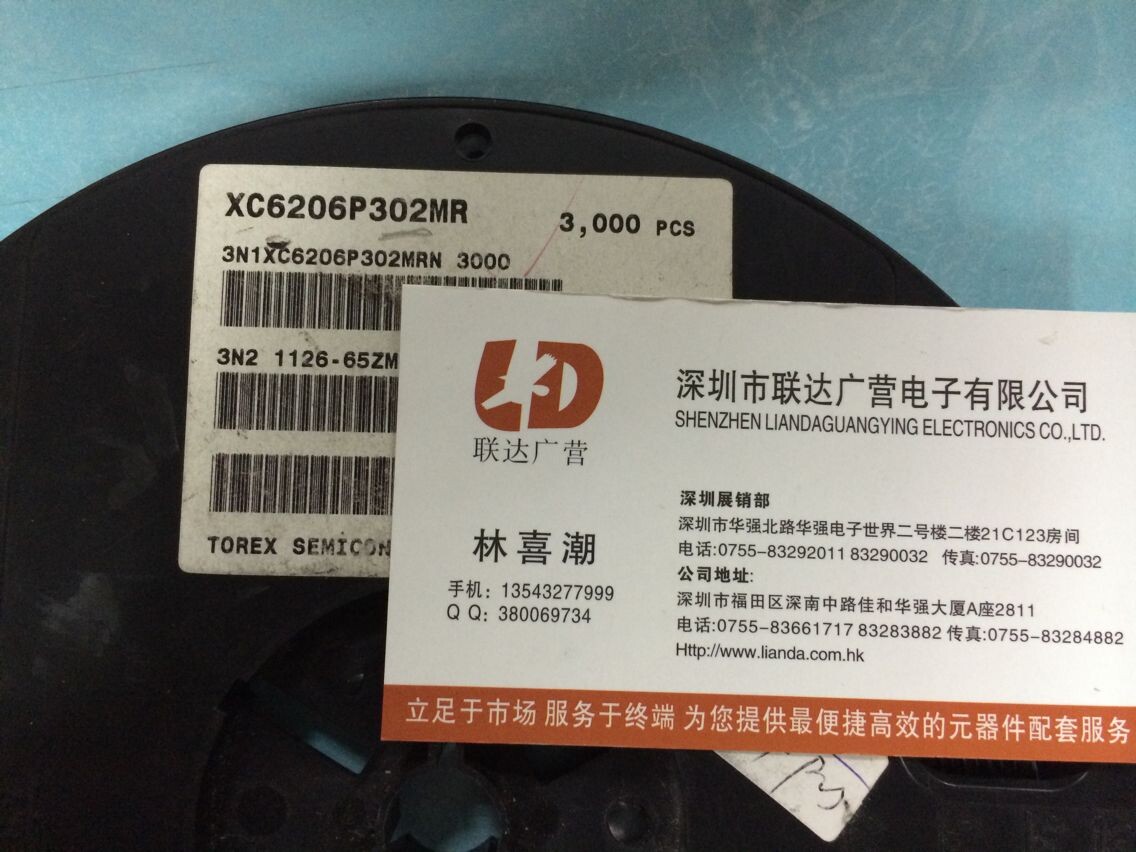 XC6206P302MR
3,000 PCS
3N1XC6206P302MRN 3000
3N2 1126-65ZM
TOREX SEMICON
联达广营
深圳市联达广营电子有限公司
SHENZHEN LIANDAGUANGYING ELECTRONICS CO.,LTD.
林喜潮
手机：13543277999
Q Q：380069734
深圳展销部
深圳市华强北路华强电子世界二号楼二楼21C123房间
电话:0755-83292011 83290032 传真:0755-83290032
公司地址:
深圳市福田区深南中路佳和华强大厦A座2811
电话:0755-83661717 83283882 传真:0755-83284882
Http://www.lianda.com.hk
立足于市场 服务于终端 为您提供最便捷高效的元器件配套服务